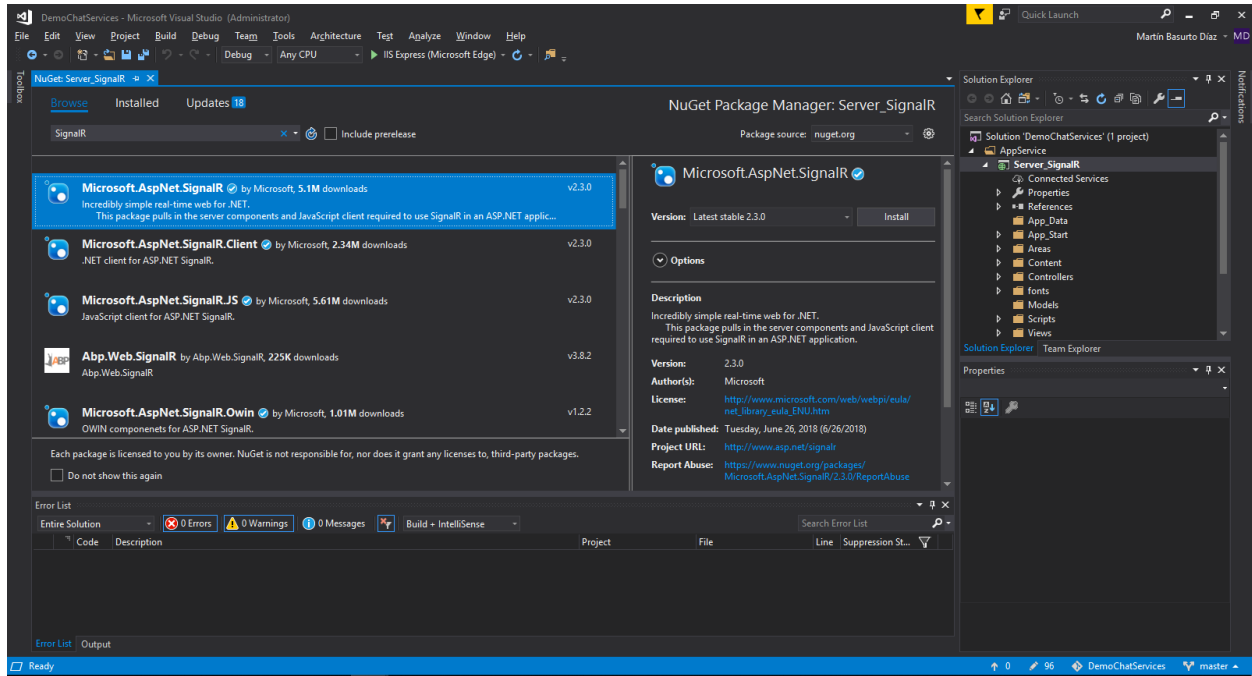 DemoChatServices - Microsoft Visual Studio (Administrator)
Quick Launch
File Edit View Project Build Debug Team Tools Architecture Test Analyze Window Help
Martín Basurto Díaz MD
Debug Any CPU IIS Express (Microsoft Edge)
Toolbox
NuGet: Server_SignalR
Browse Installed Updates 18
NuGet Package Manager: Server_SignalR
SignalR
Include prerelease
Package source: nuget.org
Microsoft.AspNet.SignalR by Microsoft, 5.1M downloads v2.3.0
Incredibly simple real-time web for .NET.
This package pulls in the server components and JavaScript client required to use SignalR in an ASP.NET applic...
Microsoft.AspNet.SignalR.Client by Microsoft, 2.34M downloads v2.3.0
.NET client for ASP.NET SignalR.
Microsoft.AspNet.SignalR.JS by Microsoft, 5.61M downloads v2.3.0
JavaScript client for ASP.NET SignalR.
ABP
Abp.Web.SignalR by Abp.Web.SignalR, 225K downloads v3.8.2
Abp.Web.SignalR
Microsoft.AspNet.SignalR.Owin by Microsoft, 1.01M downloads v1.2.2
OWIN componenets for ASP.NET SignalR.
Each package is licensed to you by its owner. NuGet is not responsible for, nor does it grant any licenses to, third-party packages.
Do not show this again
Microsoft.AspNet.SignalR
Version: Latest stable 2.3.0 Install
Options
Description
Incredibly simple real-time web for .NET.
This package pulls in the server components and JavaScript client
required to use SignalR in an ASP.NET application.
Version: 2.3.0
Author(s): Microsoft
License: http://www.microsoft.com/web/webpi/eula/
net_library_eula_ENU.htm
Date published: Tuesday, June 26, 2018 (6/26/2018)
Project URL: http://www.asp.net/signalr
Report Abuse: https://www.nuget.org/packages/
Microsoft.AspNet.SignalR/2.3.0/ReportAbuse
Solution Explorer
Search Solution Explorer
Solution 'DemoChatServices' (1 project)
AppService
Server_SignalR
Connected Services
Properties
References
App_Data
App_Start
Areas
Content
Controllers
fonts
Models
Scripts
Views
Solution Explorer Team Explorer
Properties
Notifications
Error List
Entire Solution 0 Errors 0 Warnings 0 Messages Build + IntelliSense
Search Error List
Code Description Project File Line Suppression St...
Error List Output
Ready
0 96 DemoChatServices master